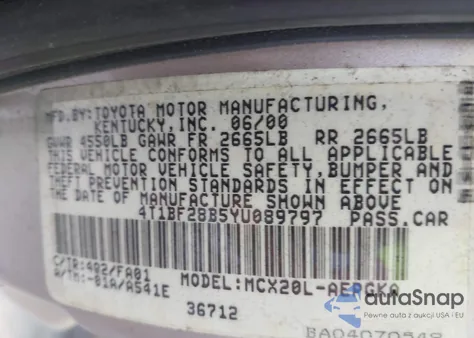 MFD.BY:TOYOTA MOTOR MANUFACTURING,
KENTUCKY,INC. 06/00
GVWR 4550LB GAWR FR 2665LB RR 2665LB
THIS VEHICLE CONFORMS TO ALL APPLICABLE
FEDERAL MOTOR VEHICLE SAFETY,BUMPER AND
THEFT PREVENTION STANDARDS IN EFFECT ON
THE DATE OF MANUFACTURE SHOWN ABOVE
4T1BF28B5YU089797 PASS.CAR
C/TR:4Q2/FA01
A/TM:-01A/A541E MODEL:MCX20L-AEPGKA
36712
autoSnap
Pewne auta z aukcji USA i EU